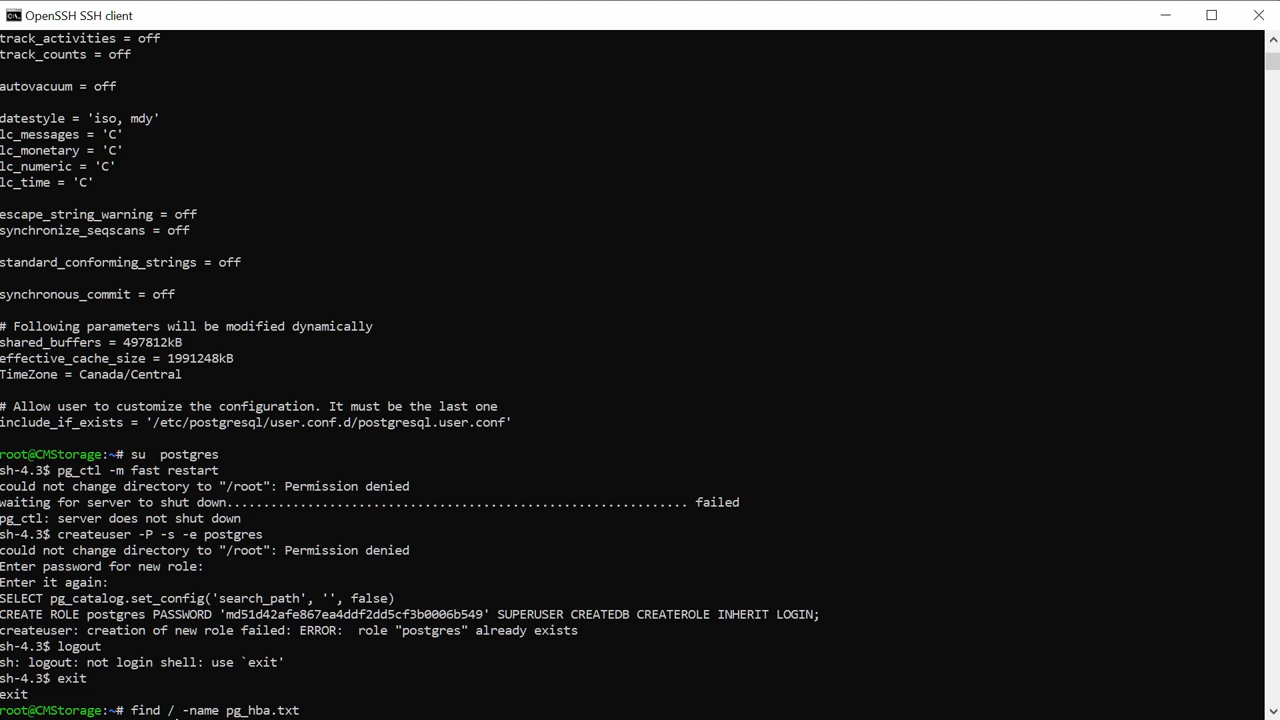 OpenSSH SSH client
track_activities = off
track_counts = off
autovacuum = off
datestyle = 'iso, mdy'
lc_messages = 'C'
lc_monetary = 'C'
lc_numeric = 'C'
lc_time = 'C'
escape_string_warning = off
synchronize_seqscans = off
standard_conforming_strings = off
synchronous_commit = off
# Following parameters will be modified dynamically
shared_buffers = 497812kB
effective_cache_size = 1991248kB
TimeZone = Canada/Central
# Allow user to customize the configuration. It must be the last one
include_if_exists = '/etc/postgresql/user.conf.d/postgresql.user.conf'
root@CMStorage:~# su  postgres
sh-4.3$ pg_ctl -m fast restart
could not change directory to "/root": Permission denied
waiting for server to shut down............................................................... failed
pg_ctl: server does not shut down
sh-4.3$ createuser -P -s -e postgres
could not change directory to "/root": Permission denied
Enter password for new role:
Enter it again:
SELECT pg_catalog.set_config('search_path', '', false)
CREATE ROLE postgres PASSWORD 'md51d42afe867ea4ddf2dd5cf3b0006b549' SUPERUSER CREATEDB CREATEROLE INHERIT LOGIN;
createuser: creation of new role failed: ERROR:  role "postgres" already exists
sh-4.3$ logout
sh: logout: not login shell: use `exit'
sh-4.3$ exit
exit
root@CMStorage:~# find / -name pg_hba.txt